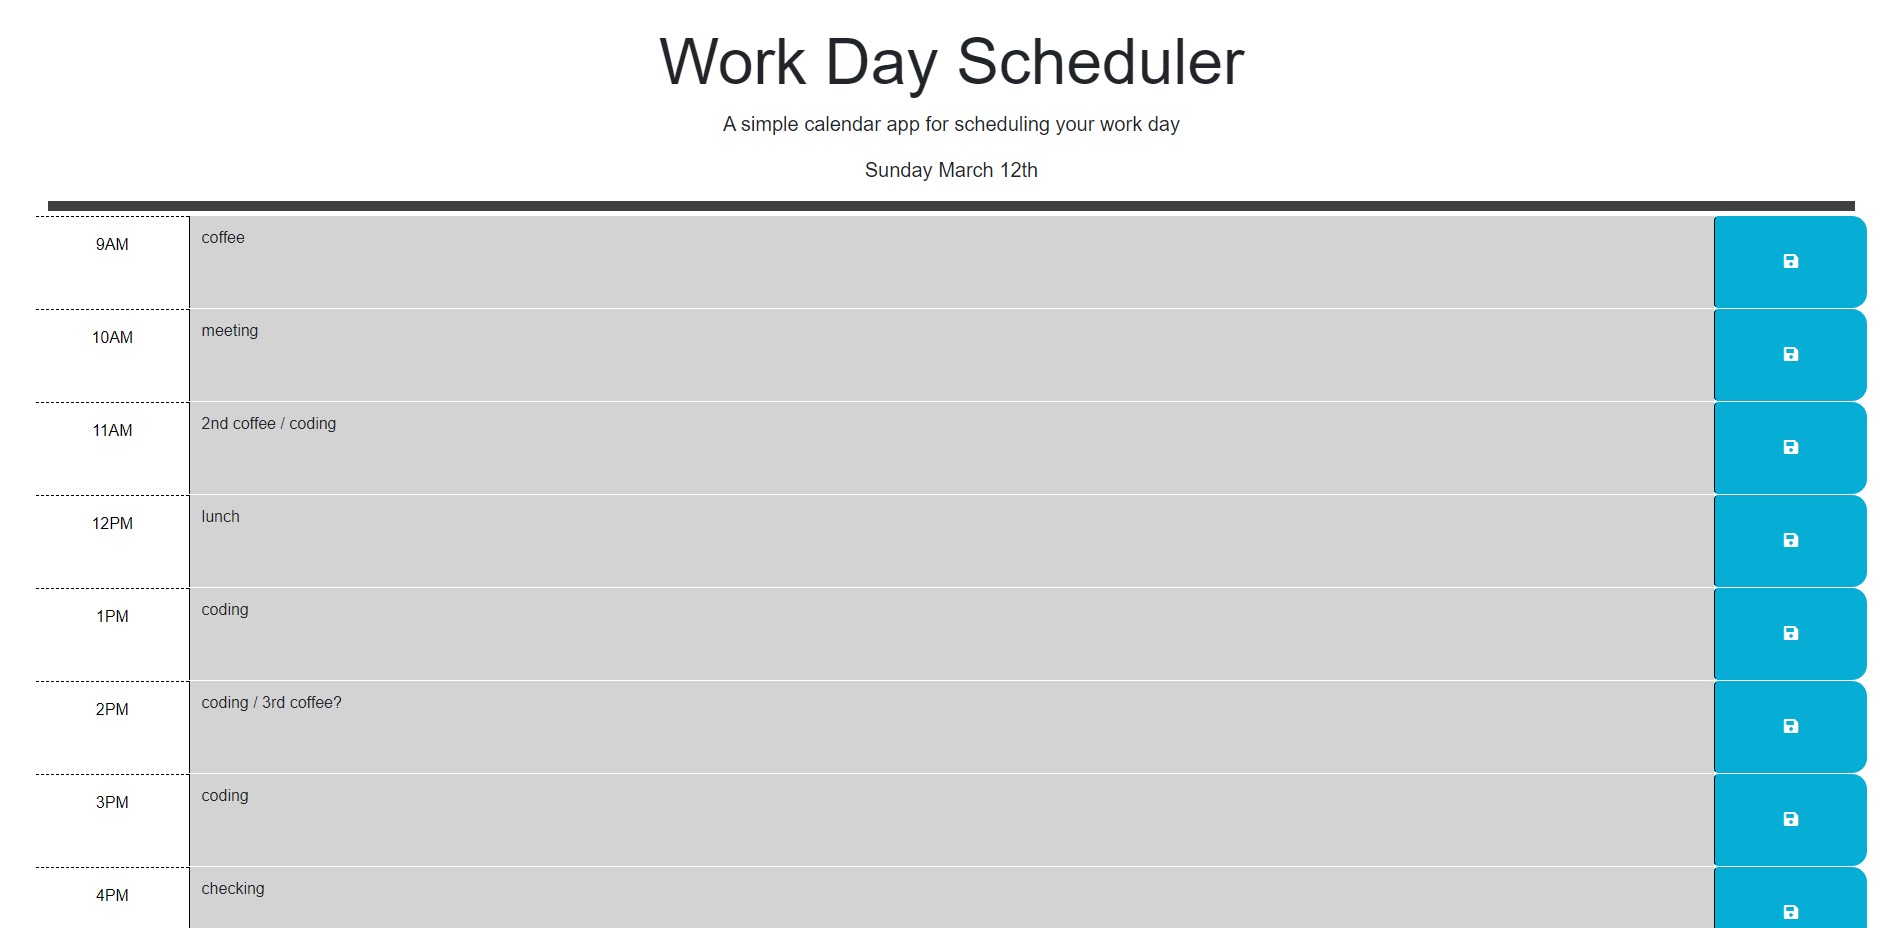 Work Day Scheduler
A simple calendar app for scheduling your work day
Sunday March 12th
9AM
coffee
10AM
meeting
11AM
2nd coffee / coding
12PM
lunch
1PM
coding
2PM
coding / 3rd coffee?
3PM
coding
4PM
checking